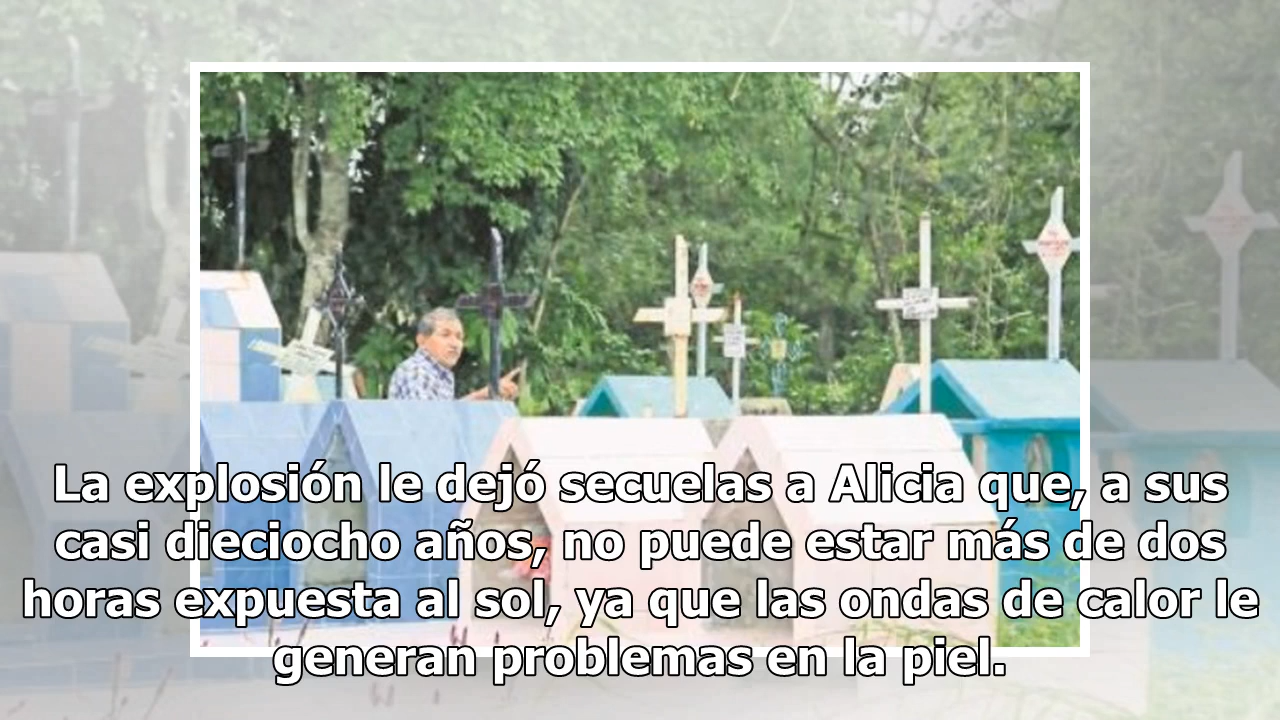 La explosión le dejó secuelas a Alicia que, a sus
casi dieciocho años, no puede estar más de dos
horas expuesta al sol, ya que las ondas de calor le
generan problemas en la piel.